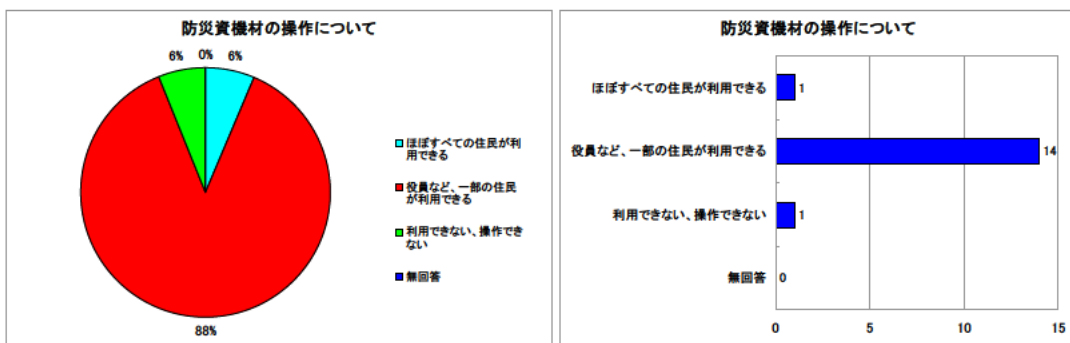 防災資機材の操作について
6%
0%
6%
88%
ほぼすべての住民が利
用できる
役員など、一部の住民
が利用できる
利用できない、操作でき
ない
無回答
防災資機材の操作について
ほぼすべての住民が利用できる
1
役員など、一部の住民が利用できる
14
利用できない、操作できない
1
無回答
0
0
5
10
15